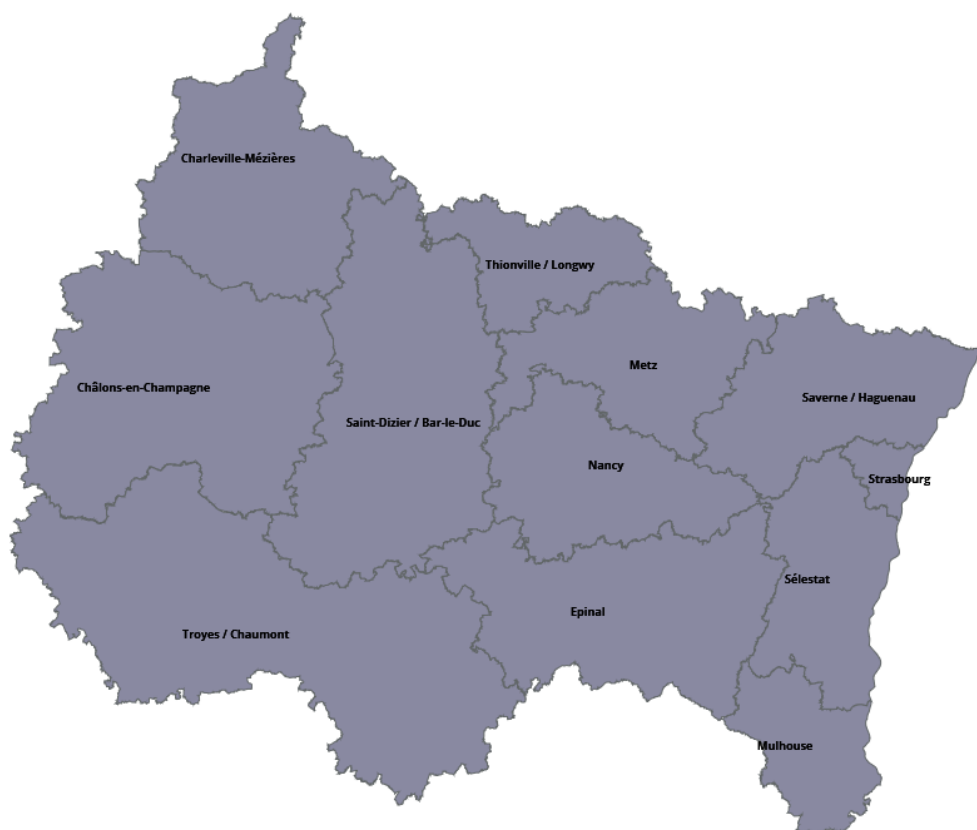 Charleville-Mézières
Thionville / Longwy
Metz
Châlons-en-Champagne
Saverne / Haguenau
Saint-Dizier / Bar-le-Duc
Nancy
Strasbourg
Sélestat
Epinal
Troyes / Chaumont
Mulhouse